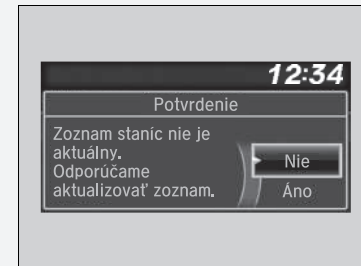 12:34
Potvrdenie
Zoznam staníc nie je
aktuálny.
Odporúčame
aktualizovať zoznam.
Nie
Áno